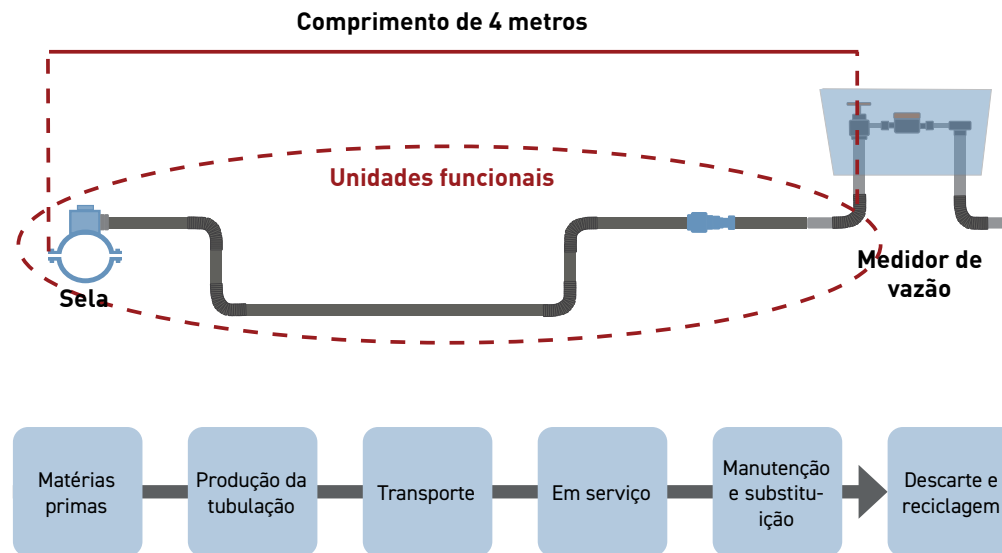 Comprimento de 4 metros
Unidades funcionais
Sela
Medidor de
vazão
Matérias
primas
Produção da
tubulação
Transporte
Em serviço
Manutenção
e substitu-
ição
Descarte e
reciclagem